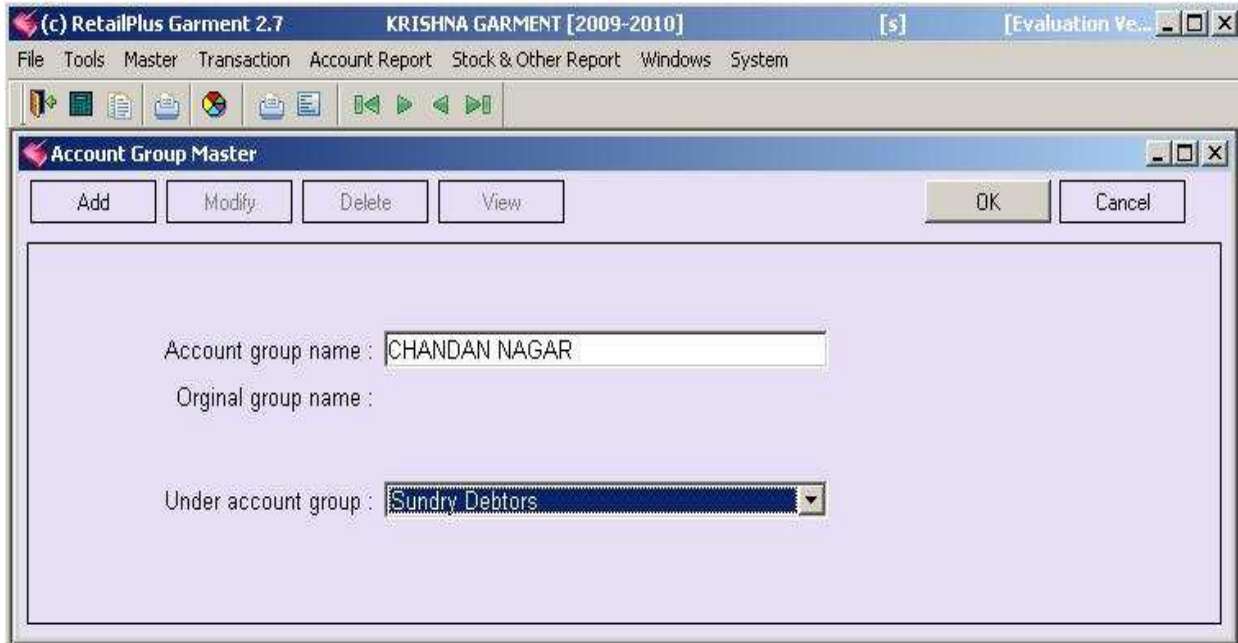 (c) RetailPlus Garment 2.7 KRISHNA GARMENT [2009-2010] [s] [Evaluation Ve...
File Tools Master Transaction Account Report Stock & Other Report Windows System
Account Group Master
Add Modify Delete View OK Cancel
Account group name : CHANDAN NAGAR
Orginal group name :
Under account group : Sundry Debtors